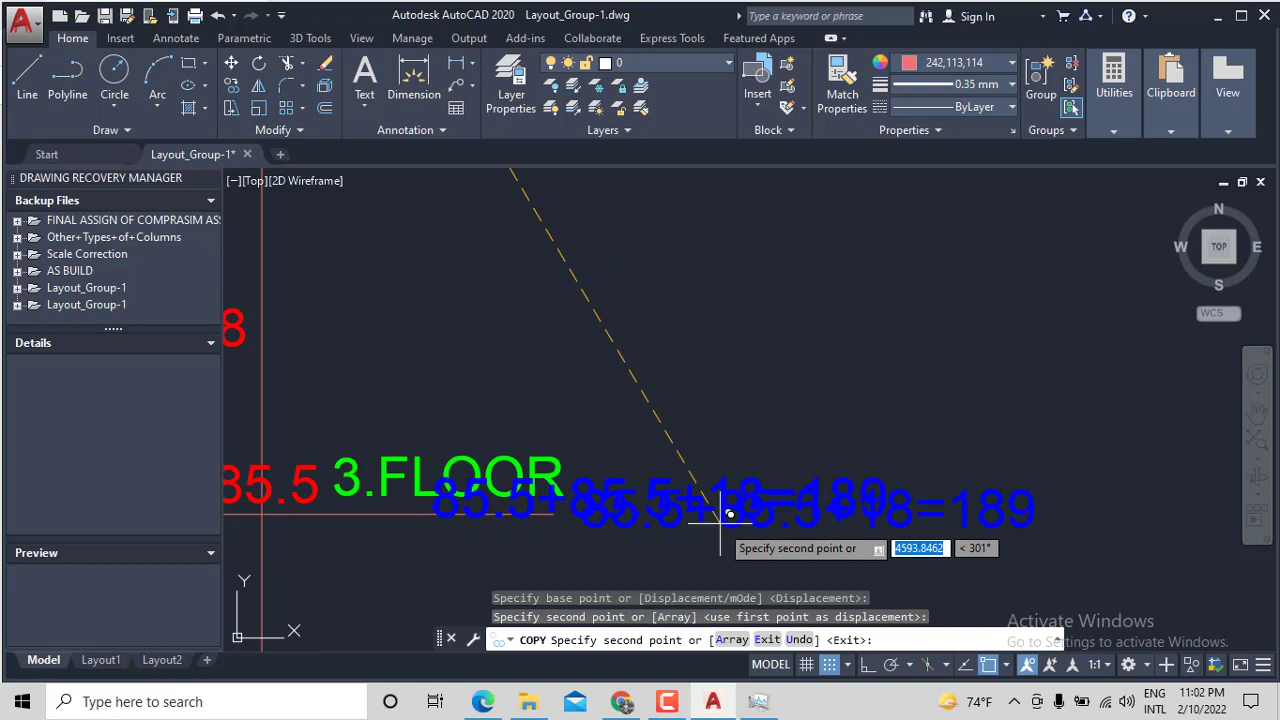 Autodesk AutoCAD 2020 Layout_Group-1.dwg
Type a keyword or phrase
Sign In
Home Insert Annotate Parametric 3D Tools View Manage Output Add-ins Collaborate Express Tools Featured Apps
Line
Polyline
Circle
Arc
Text
Dimension
Layer
Properties
0
Insert
Match
Properties
242,113,114
0.35 mm
ByLayer
Group
Utilities
Clipboard
View
Draw
Modify
Annotation
Layers
Block
Properties
Groups
Start
Layout_Group-1*
DRAWING RECOVERY MANAGER
Backup Files
FINAL ASSIGN OF COMPRASIM AS
Other+Types+of+Columns
Scale Correction
AS BUILD
Layout_Group-1
Layout_Group-1
Details
Preview
[−][Top][2D Wireframe]
N
W
TOP
E
S
WCS
8
85.5
3.FLOOR
85.5+85.5+18=189
85.5+85.5+18=189
Specify second point or
4593.8462
< 301°
Y
X
Specify base point or [Displacement/mOde] <Displacement>:
Specify second point or [Array] <use first point as displacement>:
COPY Specify second point or [Array Exit Undo] <Exit>:
Activate Windows
Go to Settings to activate Windows.
Model
Layout1
Layout2
MODEL
1:1
Type here to search
74°F
ENG
INTL
11:02 PM
2/10/2022